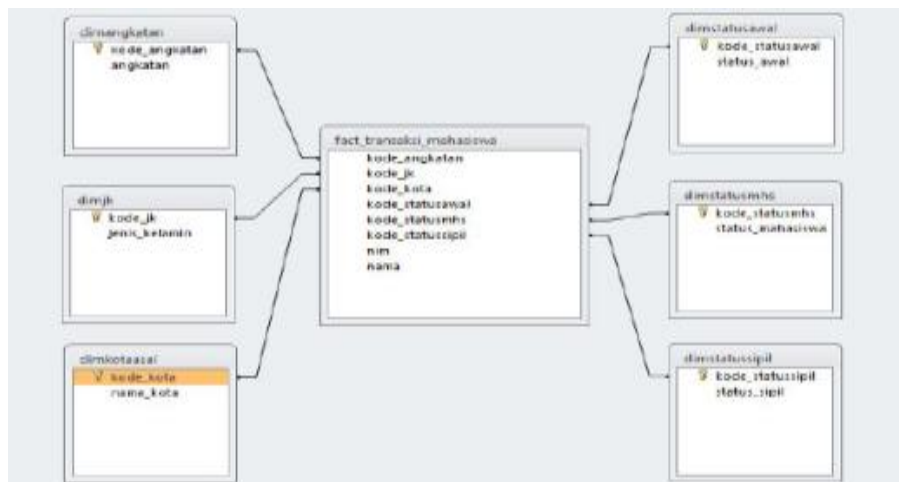 dimangkatan
kode_angkatan
angkatan
dimjk
kode_jk
jenis_kelamin
dimkotaasal
kode_kota
nama_kota
fact_transaksi_mahasiswa
kode_angkatan
kode_jk
kode_kota
kode_statusawal
kode_statusmhs
kode_statussipil
nim
nama
dimstatusawal
kode_statusawal
status_awal
dimstatusmhs
kode_statusmhs
status_mahasiswa
dimstatussipil
kode_statussipil
status_sipil